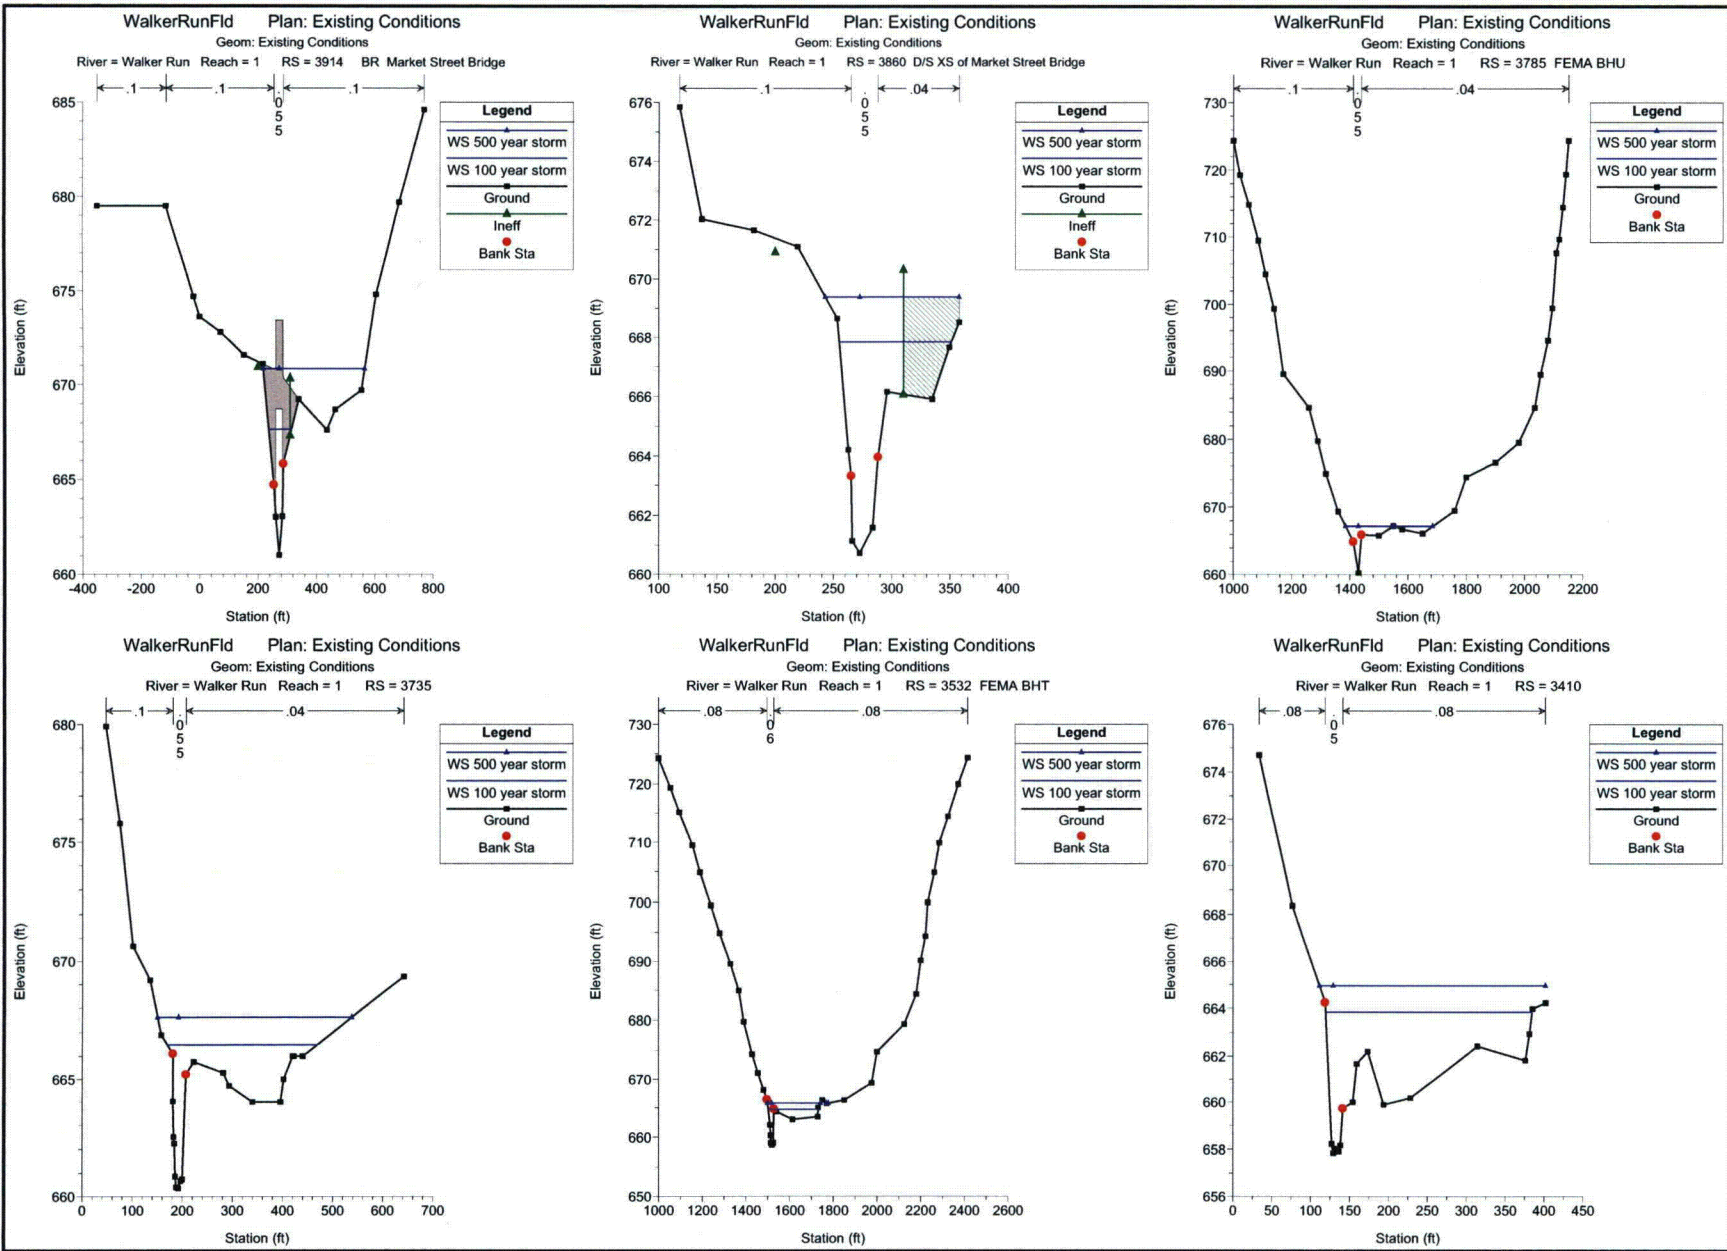 WalkerRunFld Plan: Existing Conditions
Geom: Existing Conditions
River = Walker Run Reach = 1 RS = 3914 BR Market Street Bridge
.1 .1 .055 .1
Legend
WS 500 year storm
WS 100 year storm
Ground
Ineff
Bank Sta
685
680
675
670
665
660
Elevation (ft)
-400 -200 0 200 400 600 800
Station (ft)
WalkerRunFld Plan: Existing Conditions
Geom: Existing Conditions
River = Walker Run Reach = 1 RS = 3860 D/S XS of Market Street Bridge
.1 .055 .04
Legend
WS 500 year storm
WS 100 year storm
Ground
Ineff
Bank Sta
676
674
672
670
668
666
664
662
660
Elevation (ft)
100 150 200 250 300 350 400
Station (ft)
WalkerRunFld Plan: Existing Conditions
Geom: Existing Conditions
River = Walker Run Reach = 1 RS = 3785 FEMA BHU
.1 .055 .04
Legend
WS 500 year storm
WS 100 year storm
Ground
Bank Sta
730
720
710
700
690
680
670
660
Elevation (ft)
1000 1200 1400 1600 1800 2000 2200
Station (ft)
WalkerRunFld Plan: Existing Conditions
Geom: Existing Conditions
River = Walker Run Reach = 1 RS = 3735
.1 .055 .04
Legend
WS 500 year storm
WS 100 year storm
Ground
Bank Sta
680
675
670
665
660
Elevation (ft)
0 100 200 300 400 500 600 700
Station (ft)
WalkerRunFld Plan: Existing Conditions
Geom: Existing Conditions
River = Walker Run Reach = 1 RS = 3532 FEMA BHT
.08 .06 .08
Legend
WS 500 year storm
WS 100 year storm
Ground
Bank Sta
730
720
710
700
690
680
670
660
650
Elevation (ft)
1000 1200 1400 1600 1800 2000 2200 2400 2600
Station (ft)
WalkerRunFld Plan: Existing Conditions
Geom: Existing Conditions
River = Walker Run Reach = 1 RS = 3410
.08 .05 .08
Legend
WS 500 year storm
WS 100 year storm
Ground
Bank Sta
676
674
672
670
668
666
664
662
660
658
656
Elevation (ft)
0 50 100 150 200 250 300 350 400 450
Station (ft)